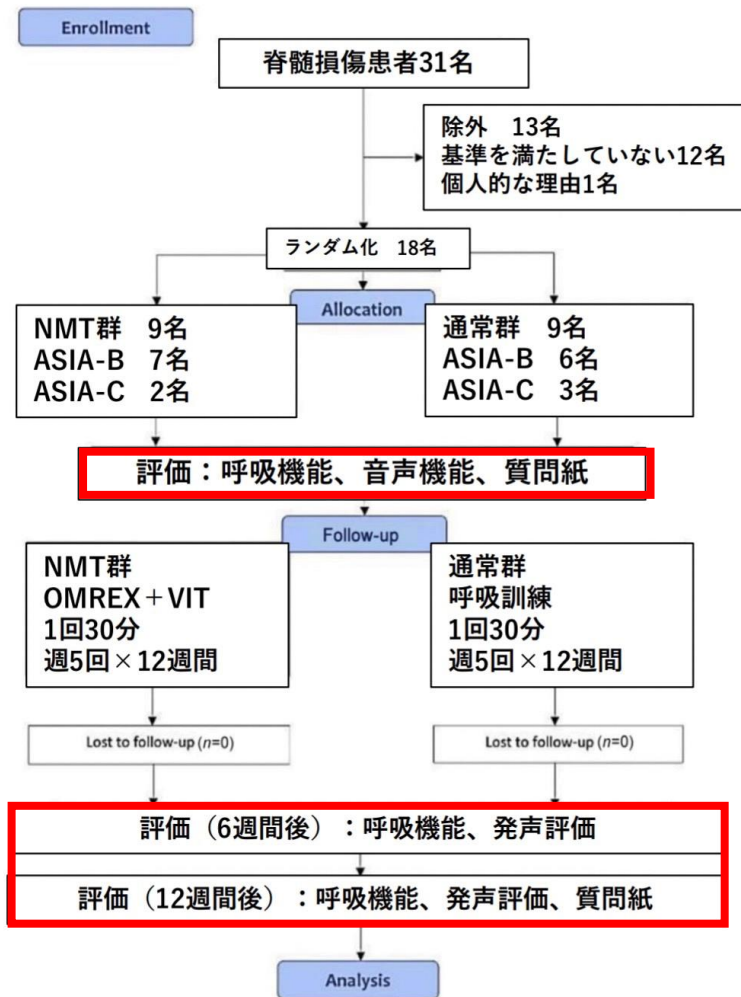 Enrollment
脊髄損傷患者31名
除外　13名
基準を満たしていない12名
個人的な理由1名
ランダム化　18名
Allocation
NMT群　9名
ASIA-B　7名
ASIA-C　2名
通常群　9名
ASIA-B　6名
ASIA-C　3名
評価：呼吸機能、音声機能、質問紙
Follow-up
NMT群
OMREX＋VIT
1回30分
週5回×12週間
通常群
呼吸訓練
1回30分
週5回×12週間
Lost to follow-up (n=0)
Lost to follow-up (n=0)
評価（6週間後）：呼吸機能、発声評価
評価（12週間後）：呼吸機能、発声評価、質問紙
Analysis